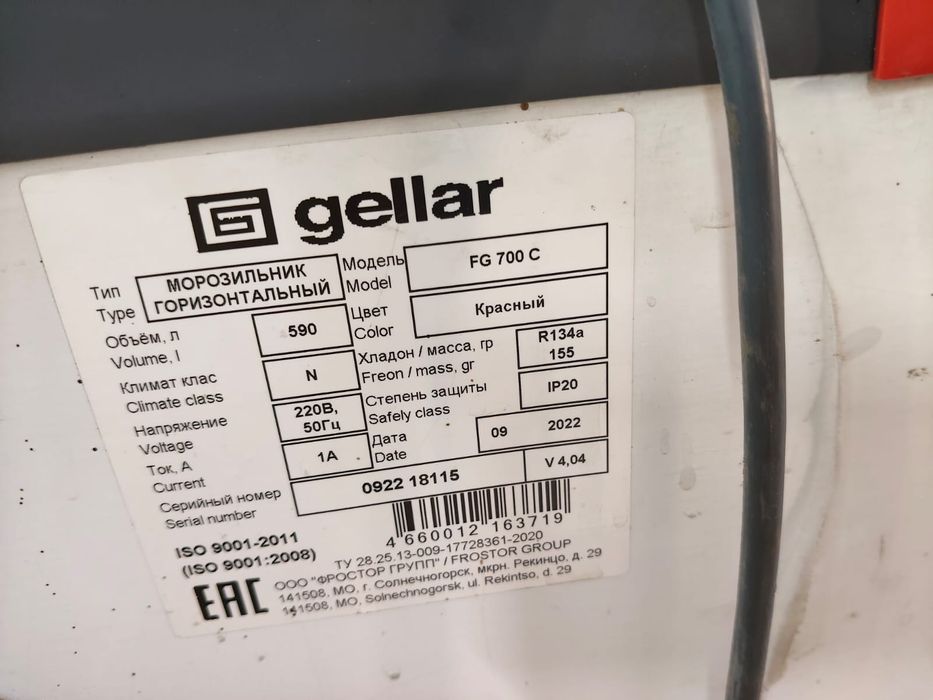 gellar
Тип
Type
МОРОЗИЛЬНИК
ГОРИЗОНТАЛЬНЫЙ
Модель
Model
FG 700 C
Объём, л
Volume, l
590
Цвет
Color
Красный
Климат клас
Climate class
N
Хладон / масса, гр
Freon / mass, gr
R134a
155
Напряжение
Voltage
220В,
50Гц
Степень защиты
Safely class
IP20
Ток, А
Current
1А
Дата
Date
09 2022
Серийный номер
Serial number
0922 18115
V 4,04
4 660012 163719
ISO 9001-2011
(ISO 9001:2008)
ТУ 28.25.13-009-17728361-2020
EAC
ООО "ФРОСТОР ГРУПП" / FROSTOR GROUP
141508, МО, г. Солнечногорск, мкрн. Рекинцо, д. 29
141508, MO, Solnechnogorsk, ul. Rekintso, d. 29